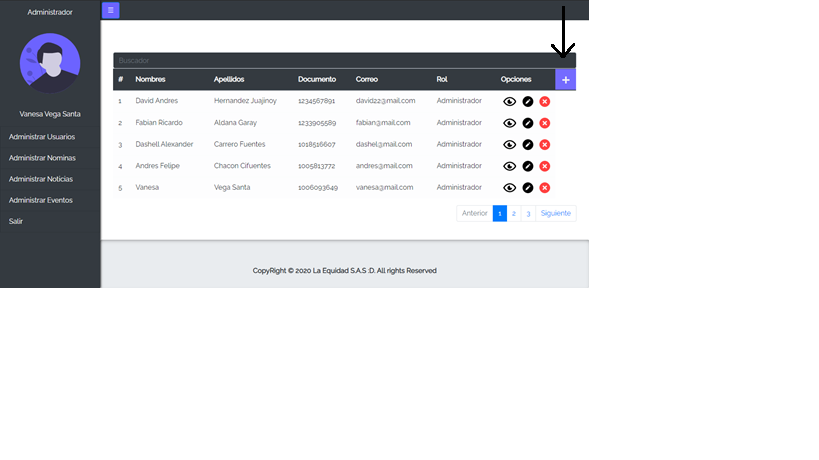 Administrador
Vanesa Vega Santa
Administrar Usuarios
Administrar Nominas
Administrar Noticias
Administrar Eventos
Salir
Buscador
# Nombres Apellidos Documento Correo Rol Opciones +
1 David Andres Hernandez Juajinoy 1234567891 david22@mail.com Administrador
2 Fabian Ricardo Aldana Garay 1233905589 fabian@mail.com Administrador
3 Dashell Alexander Carrero Fuentes 1018516607 dashel@mail.com Administrador
4 Andres Felipe Chacon Cifuentes 1005813772 andres@mail.com Administrador
5 Vanesa Vega Santa 1006093649 vanesa@mail.com Administrador
Anterior 1 2 3 Siguiente
CopyRight © 2020 La Equidad S.A.S :D. All rights Reserved